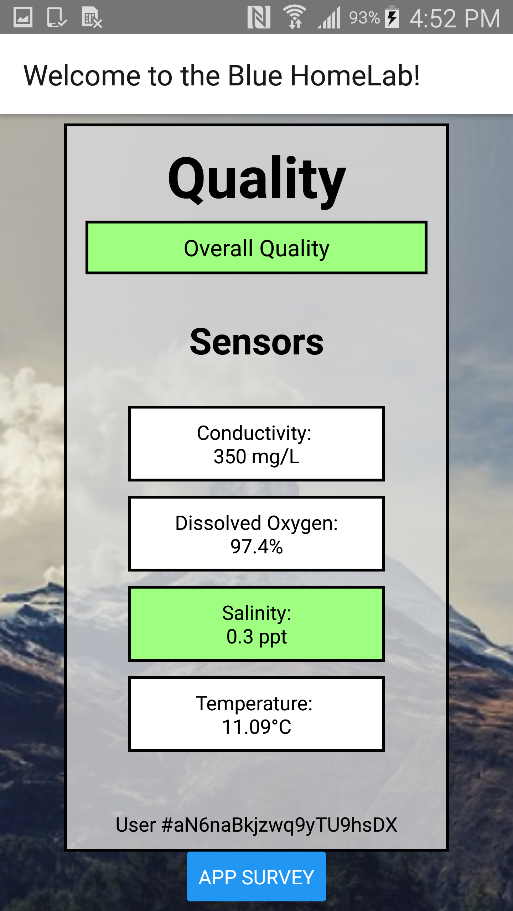 93% 4:52 PM
Welcome to the Blue HomeLab!
Quality
Overall Quality
Sensors
Conductivity:
350 mg/L
Dissolved Oxygen:
97.4%
Salinity:
0.3 ppt
Temperature:
11.09°C
User #aN6naBkjzwq9yTU9hsDX
APP SURVEY